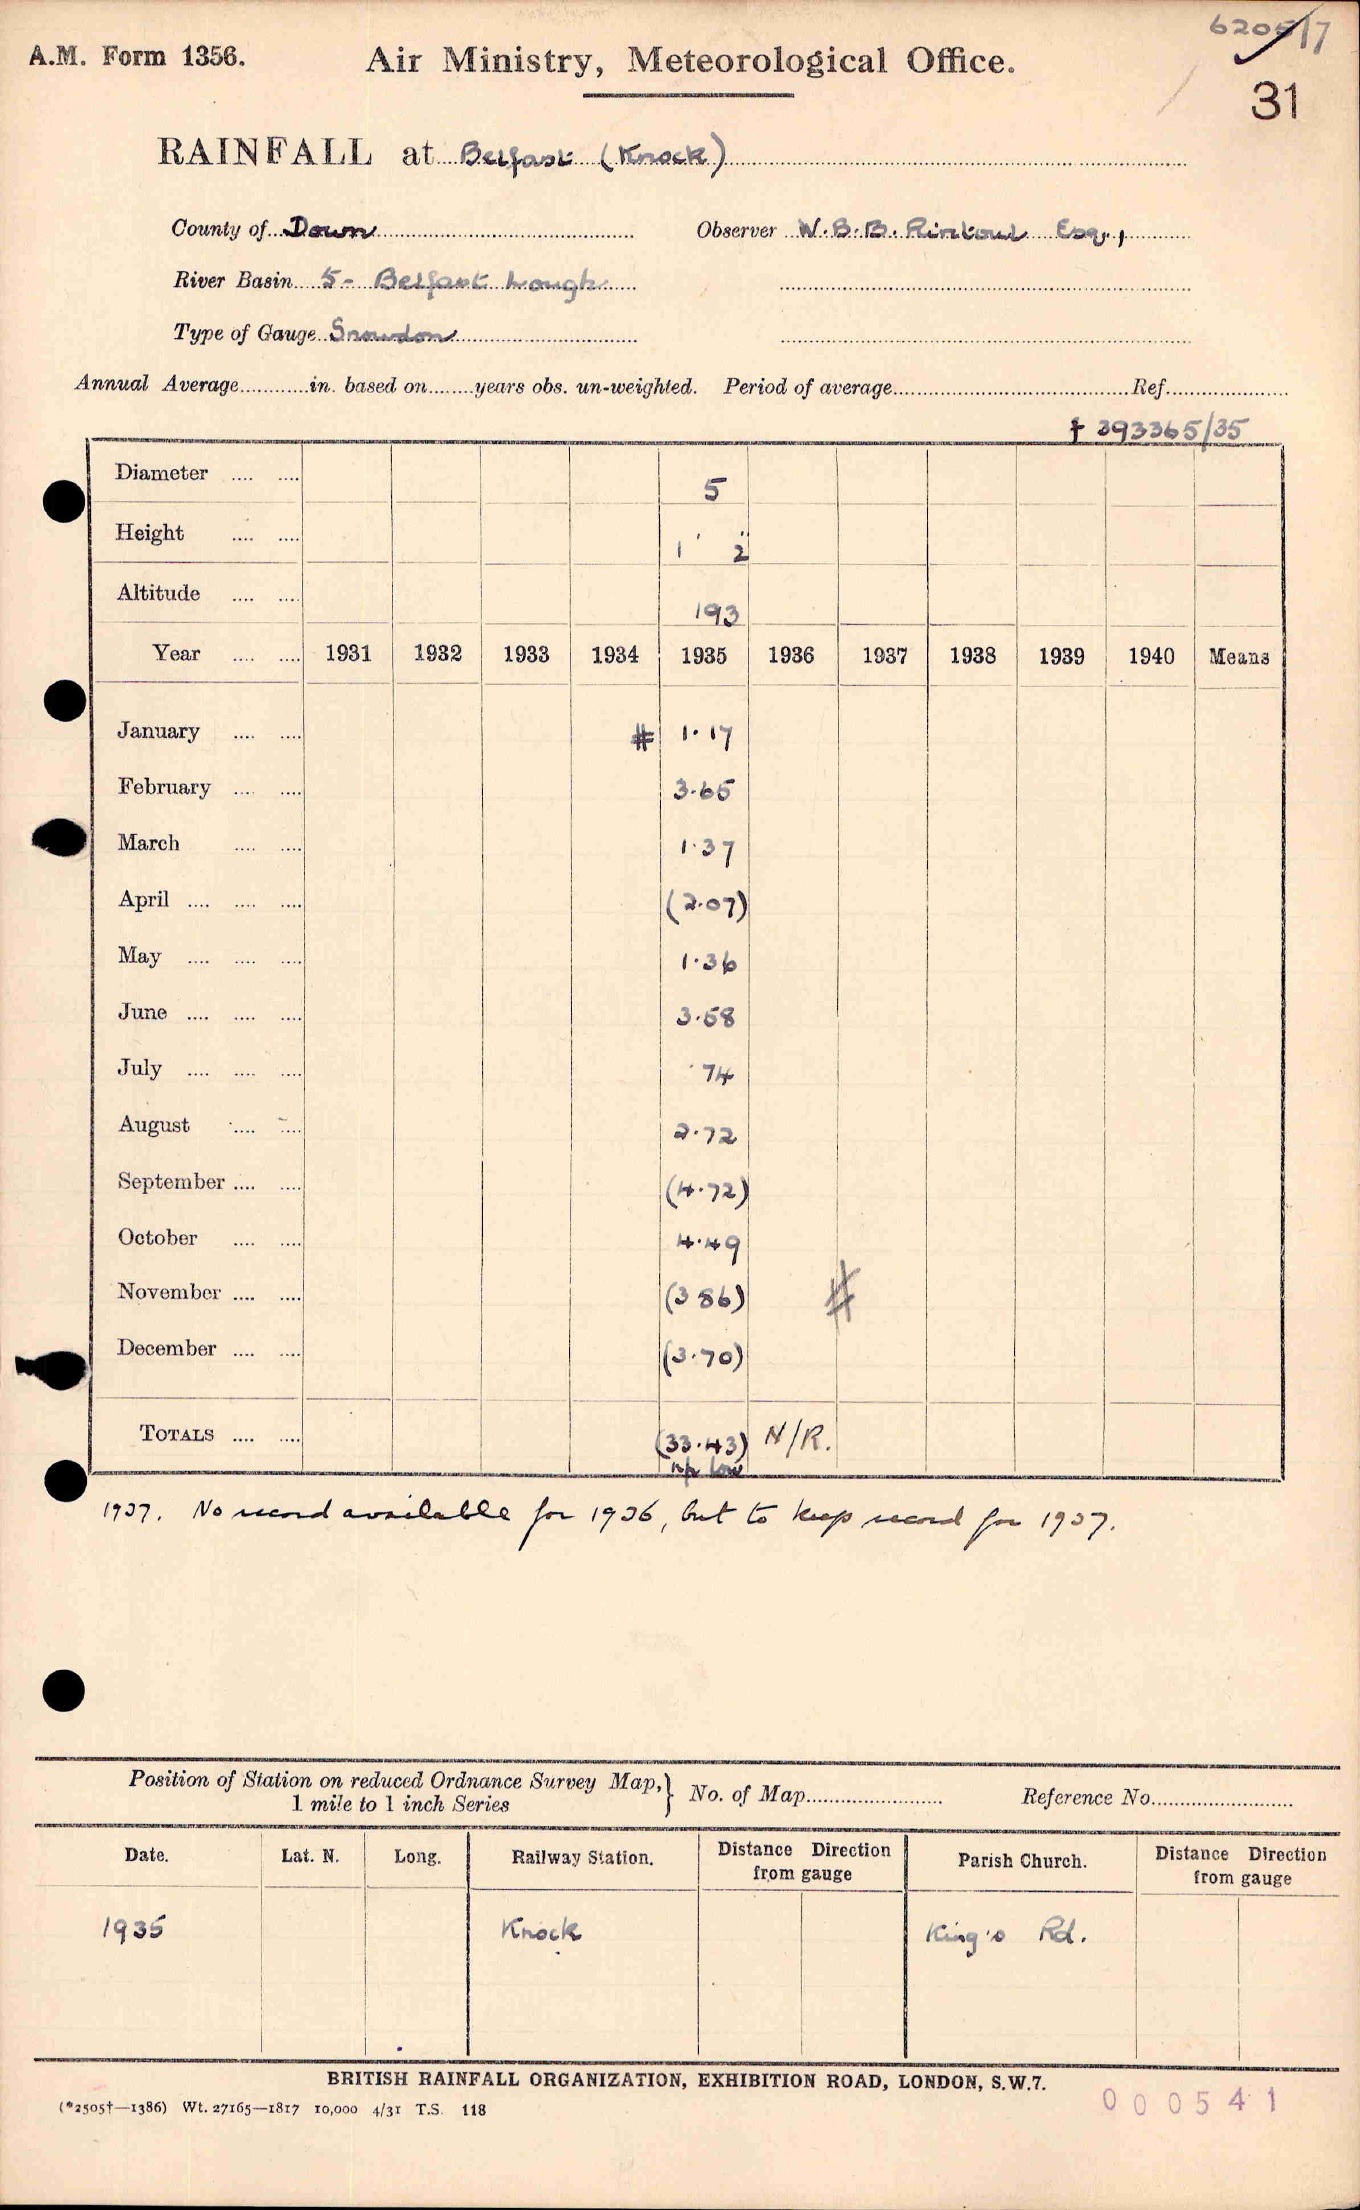 6205/17
A.M. Form 1356. Air Ministry, Meteorological Office.
31
RAINFALL at Belfast (Knock)
County of Down Observer W.B.B. Rintoul Esq.,
River Basin 5- Belfast Lough
Type of Gauge Snowdon
Annual Average............in. based on........years obs. un-weighted. Period of average............ Ref............
† 393365/35
Diameter .... .... 5
Height .... .... 1' 2"
Altitude .... .... 193
Year .... .... 1931 1932 1933 1934 1935 1936 1937 1938 1939 1940 Means
January .... .... # 1.17
February .... .... 3.65
March .... .... 1.37
April .... .... .... (2.07)
May .... .... .... 1.36
June .... .... .... 3.58
July .... .... .... .74
August .... .... 2.72
September .... .... (4.72)
October .... .... 4.49
November .... .... (3 86) #
December .... .... (3.70)
TOTALS .... .... (33.43) N/R.
low
1937. No record available for 1936, but to keep record for 1937.
Position of Station on reduced Ordnance Survey Map, } No. of Map............ Reference No............
1 mile to 1 inch Series
Date. Lat. N. Long. Railway Station. Distance Direction from gauge Parish Church. Distance Direction from gauge
1935 Knock King's Rd.
BRITISH RAINFALL ORGANIZATION, EXHIBITION ROAD, LONDON, S.W.7.
(*2505†—1386) Wt. 27165—1817 10,000 4/31 T.S. 118
000541